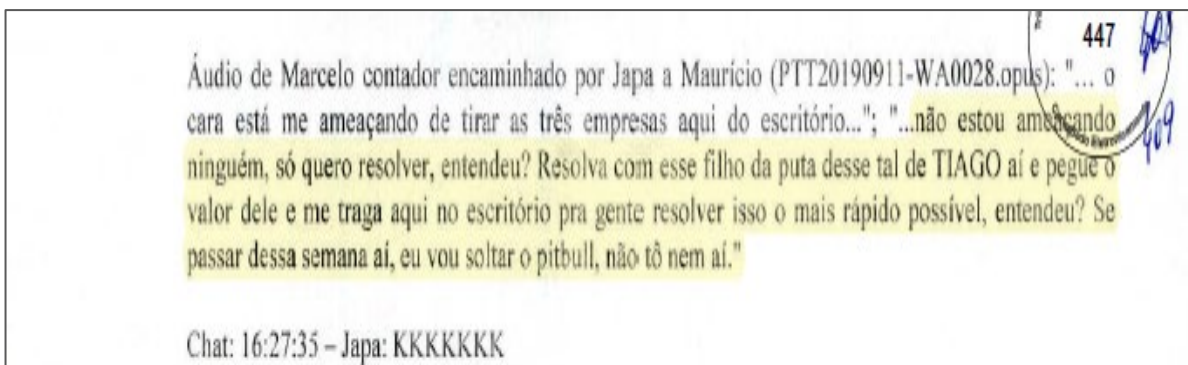 447
Áudio de Marcelo contador encaminhado por Japa a Maurício (PTT20190911-WA0028.opus): "... o
cara está me ameaçando de tirar as três empresas aqui do escritório..."; "...não estou ameaçando
ninguém, só quero resolver, entendeu? Resolva com esse filho da puta desse tal de TIAGO aí e pegue o
valor dele e me traga aqui no escritório pra gente resolver isso o mais rápido possível, entendeu? Se
passar dessa semana aí, eu vou soltar o pitbull, não tô nem aí."
Chat: 16:27:35 – Japa: KKKKKKK